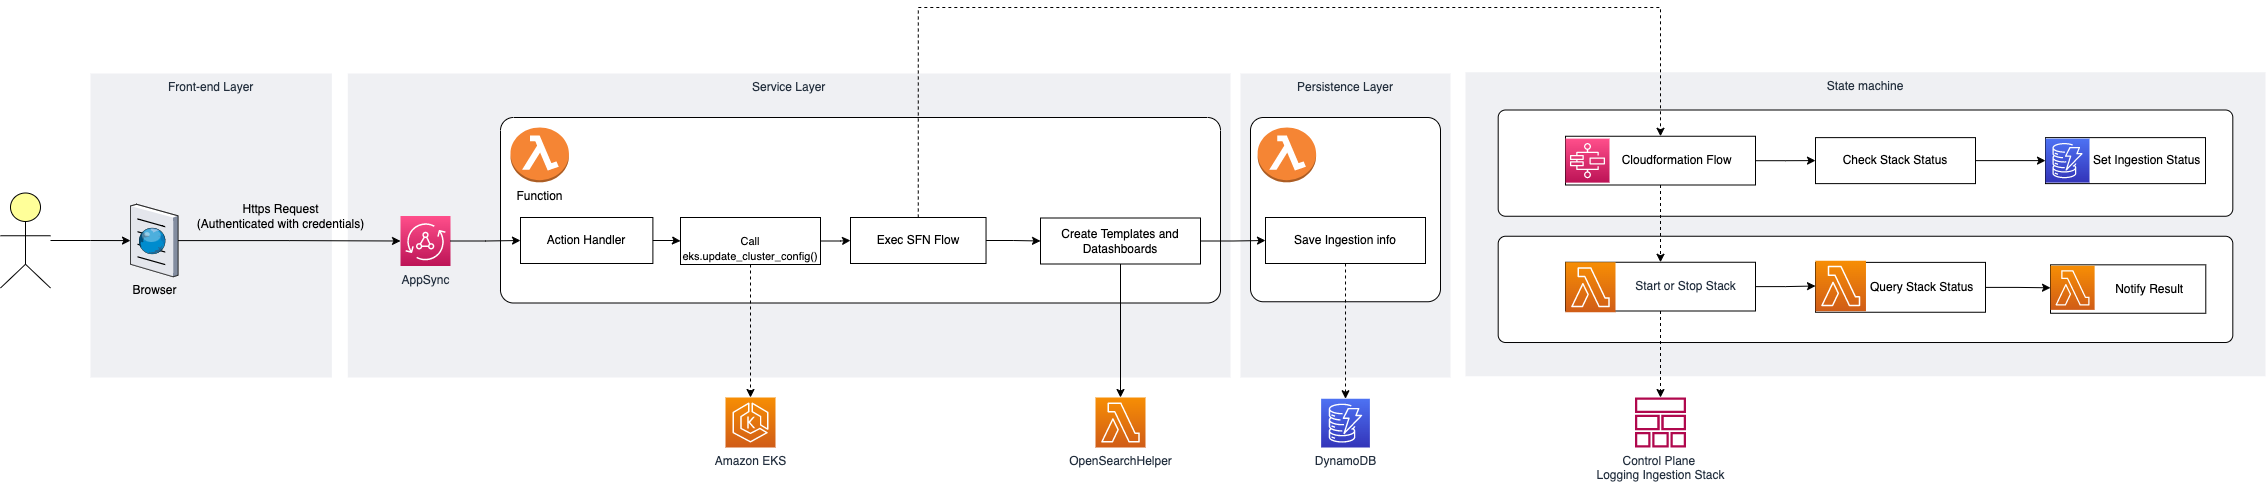 Front-end Layer
Service Layer
Persistence Layer
State machine
Function
Https Request
(Authenticated with credentials)
Browser
AppSync
Action Handler
Call
eks.update_cluster_config()
Exec SFN Flow
Create Templates and
Datashboards
Save Ingestion info
Cloudformation Flow
Check Stack Status
Set Ingestion Status
Start or Stop Stack
Query Stack Status
Notify Result
Amazon EKS
OpenSearchHelper
DynamoDB
Control Plane
Logging Ingestion Stack